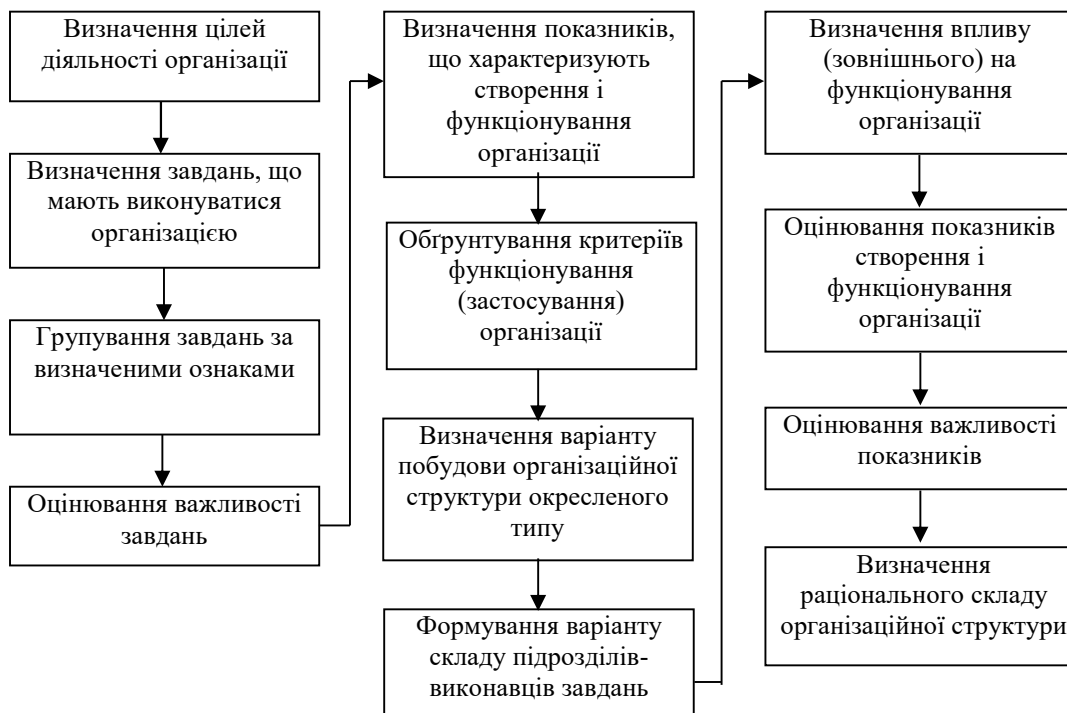 Визначення цілей
діяльності організації
Визначення завдань, що
мають виконуватися
організацією
Групування завдань за
визначеними ознаками
Оцінювання важливості
завдань
Визначення показників,
що характеризують
створення і
функціонування
організації
Обґрунтування критеріїв
функціонування
(застосування)
організації
Визначення варіанту
побудови організаційної
структури окресленого
типу
Формування варіанту
складу підрозділів-
виконавців завдань
Визначення впливу
(зовнішнього) на
функціонування
організації
Оцінювання показників
створення і
функціонування
організації
Оцінювання важливості
показників
Визначення
раціонального складу
організаційної структури